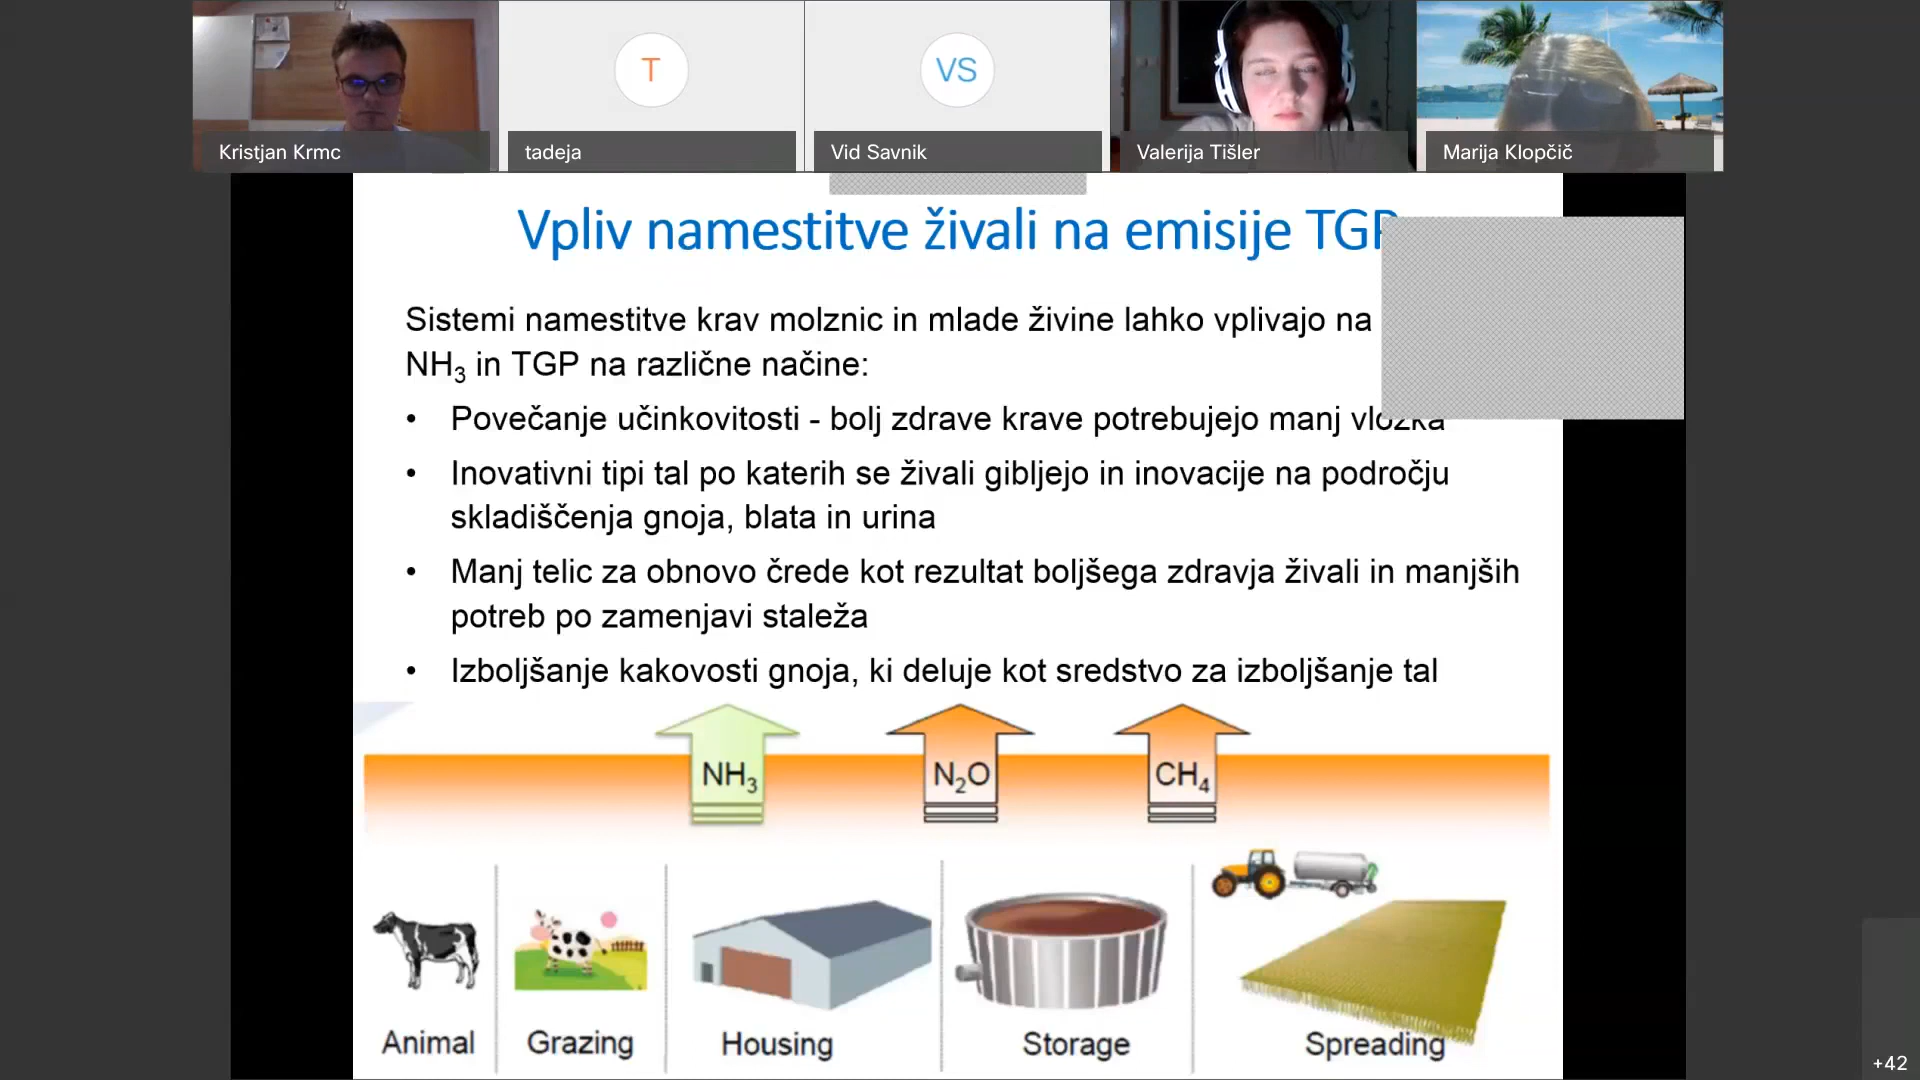 T
VS
Kristjan Krmc
tadeja
Vid Savnik
Valerija Tišler
Marija Klopčič
Vpliv namestitve živali na emisije TGP
Sistemi namestitve krav molznic in mlade živine lahko vplivajo na
NH₃ in TGP na različne načine:
• Povečanje učinkovitosti - bolj zdrave krave potrebujejo manj vložka
• Inovativni tipi tal po katerih se živali gibljejo in inovacije na področju
skladiščenja gnoja, blata in urina
• Manj telic za obnovo črede kot rezultat boljšega zdravja živali in manjših
potreb po zamenjavi staleža
• Izboljšanje kakovosti gnoja, ki deluje kot sredstvo za izboljšanje tal
NH₃ N₂O CH₄
Animal Grazing Housing Storage Spreading
+42